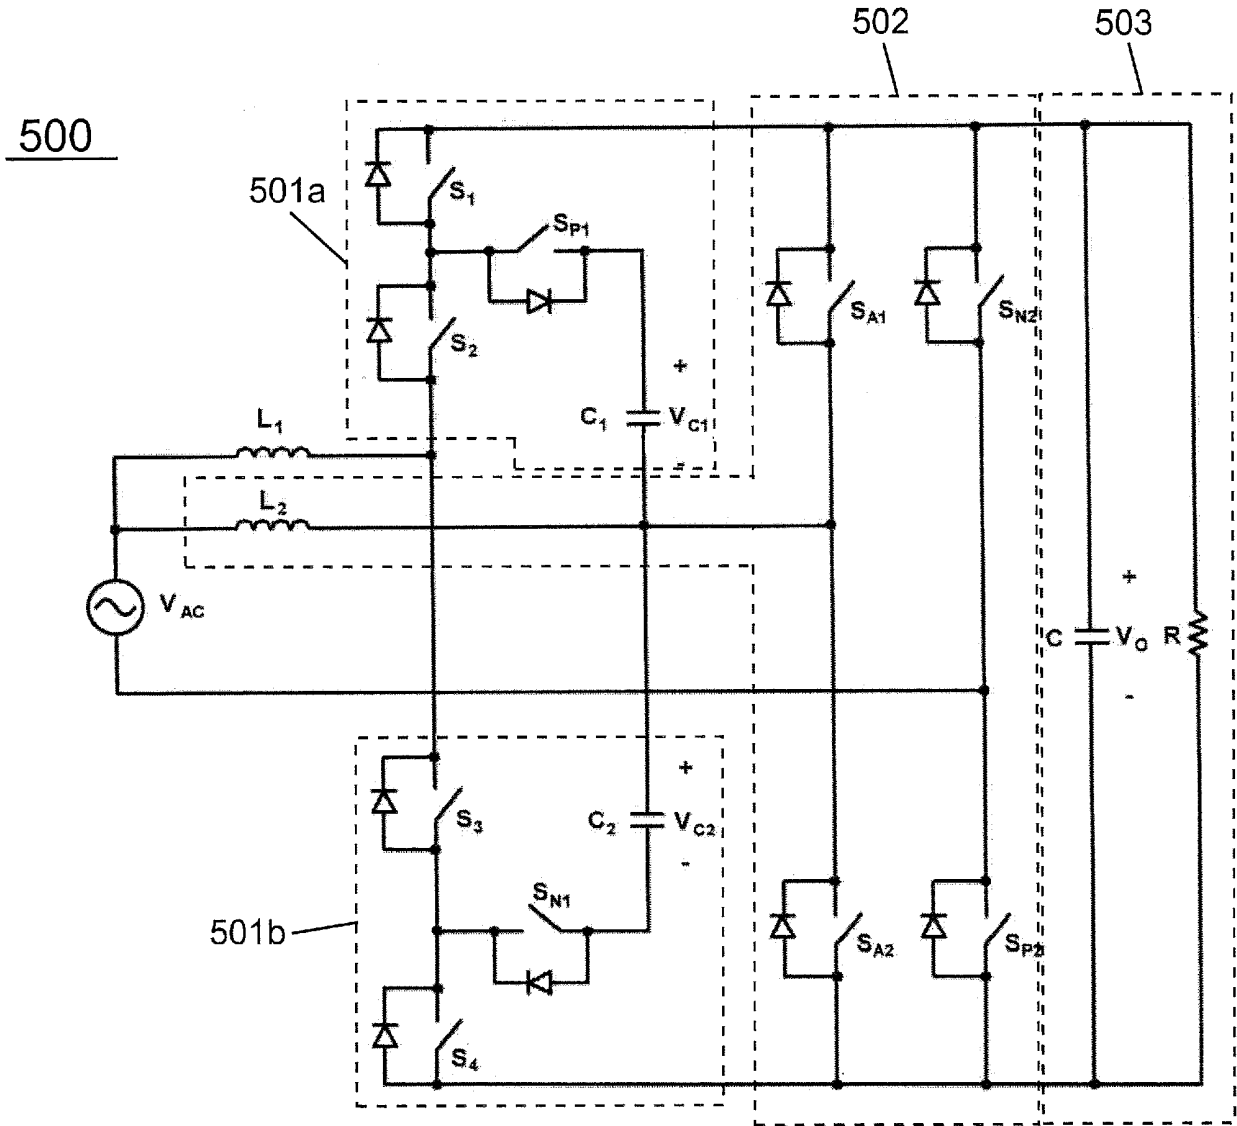 502
503
500
501a
S1
SP1
SA1
SN2
S2
+
C1
VC1
-
L1
L2
VAC
+
C
VO
R
-
+
S3
C2
VC2
-
SN1
501b
SA2
SP2
S4